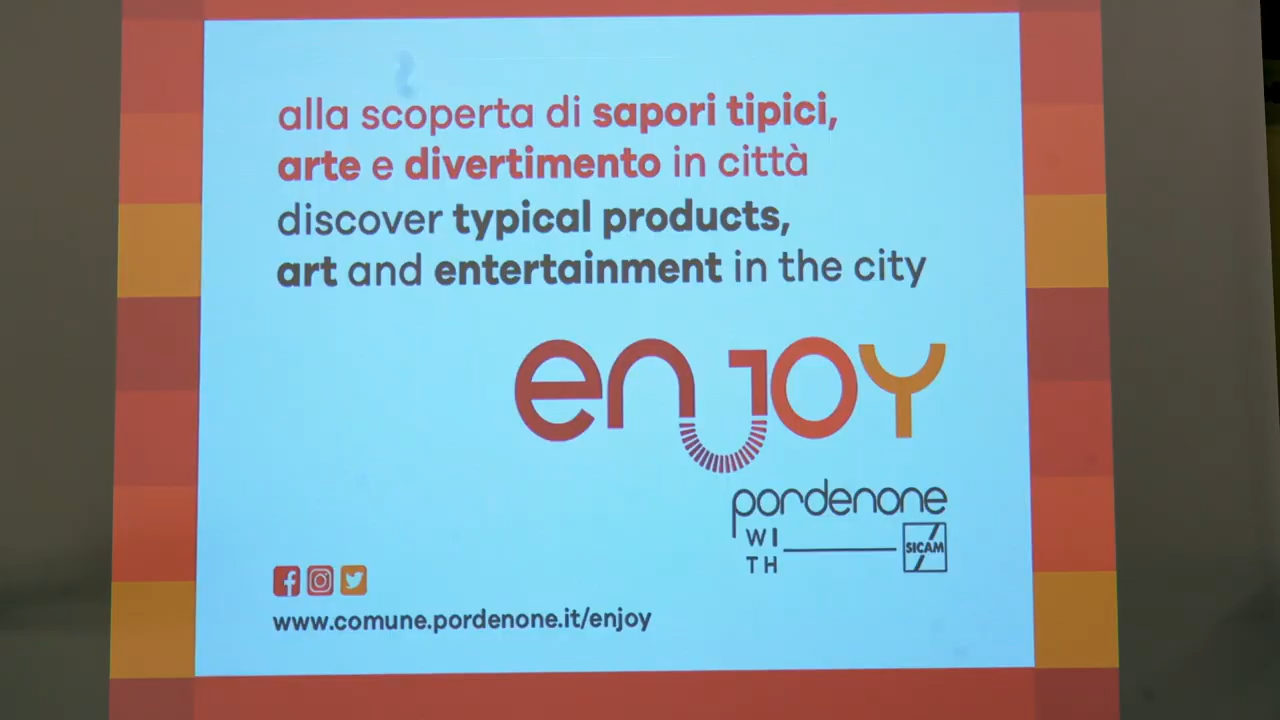 alla scoperta di sapori tipici,
arte e divertimento in città
discover typical products,
art and entertainment in the city
enjoy
pordenone
WI
TH
SICAM
www.comune.pordenone.it/enjoy